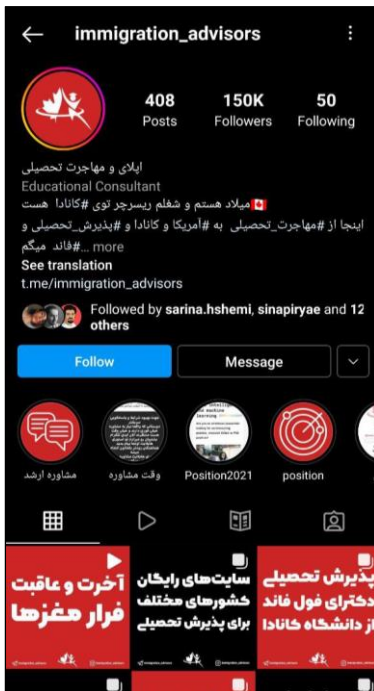 immigration_advisors
408
150K
50
Posts
Followers
Following
اپلای و مهاجرت تحصیلی
Educational Consultant
میلاد هستم و شغلم ریسرچر توی #کانادا هست
اینجا از #مهاجرت_تحصیلی به #آمریکا و کانادا و #پذیرش_تحصیلی و
#فاند میگم... more
See translation
t.me/immigration_advisors
Followed by sarina.hshemi, sinapiryae and 12
others
Follow
Message
مشاوره ارشد
وقت مشاوره
Position2021
position
آخرت و عاقبت
فرار مغزها
سایت‌های رایگان
کشورهای مختلف
برای پذیرش تحصیلی
پذیرش تحصیلی
دکترای فول فاند
از دانشگاه کانادا